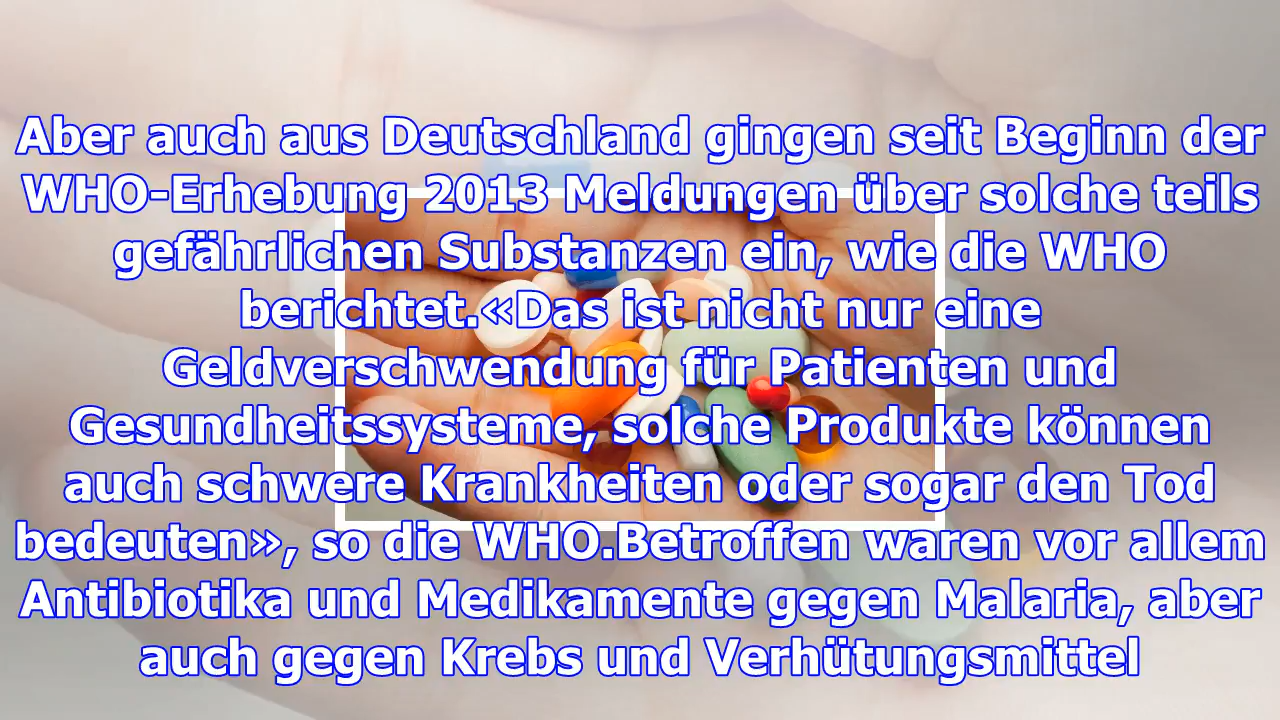 Aber auch aus Deutschland gingen seit Beginn der
WHO-Erhebung 2013 Meldungen über solche teils
gefährlichen Substanzen ein, wie die WHO
berichtet.«Das ist nicht nur eine
Geldverschwendung für Patienten und
Gesundheitssysteme, solche Produkte können
auch schwere Krankheiten oder sogar den Tod
bedeuten», so die WHO.Betroffen waren vor allem
Antibiotika und Medikamente gegen Malaria, aber
auch gegen Krebs und Verhütungsmittel